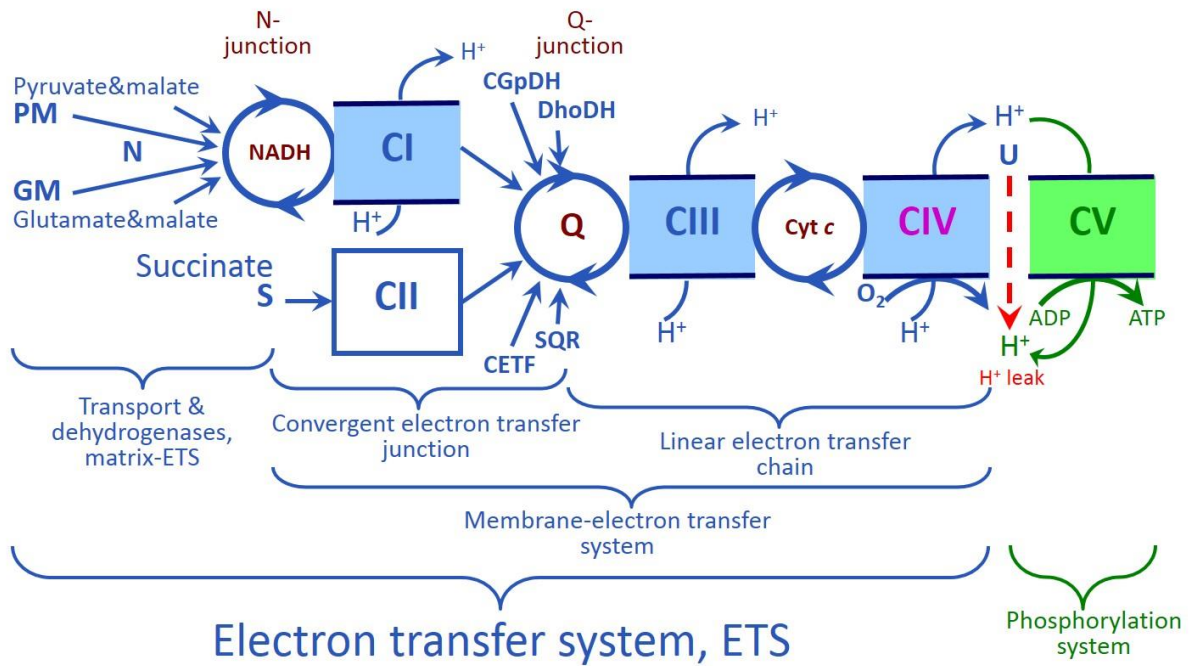 N-
junction
Q-
junction
H⁺
H⁺
H⁺
Pyruvate&malate
PM
N
GM
Glutamate&malate
NADH
CI
H⁺
CGpDH
DhoDH
Q
CIII
H⁺
Cyt c
CIV
O₂
H⁺
U
CV
ADP
ATP
H⁺
H⁺ leak
Succinate
S
CII
CETF
SQR
Transport &
dehydrogenases,
matrix-ETS
Convergent electron transfer
junction
Linear electron transfer
chain
Membrane-electron transfer
system
Electron transfer system, ETS
Phosphorylation
system